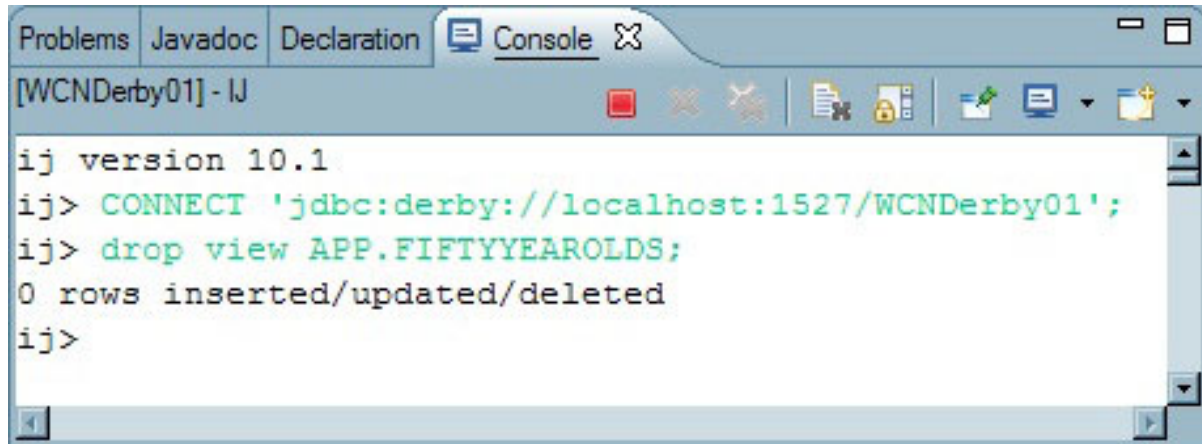 Problems Javadoc Declaration Console
[WCNDerby01] - IJ
ij version 10.1
ij> CONNECT 'jdbc:derby://localhost:1527/WCNDerby01';
ij> drop view APP.FIFTYYEAROLDS;
0 rows inserted/updated/deleted
ij>